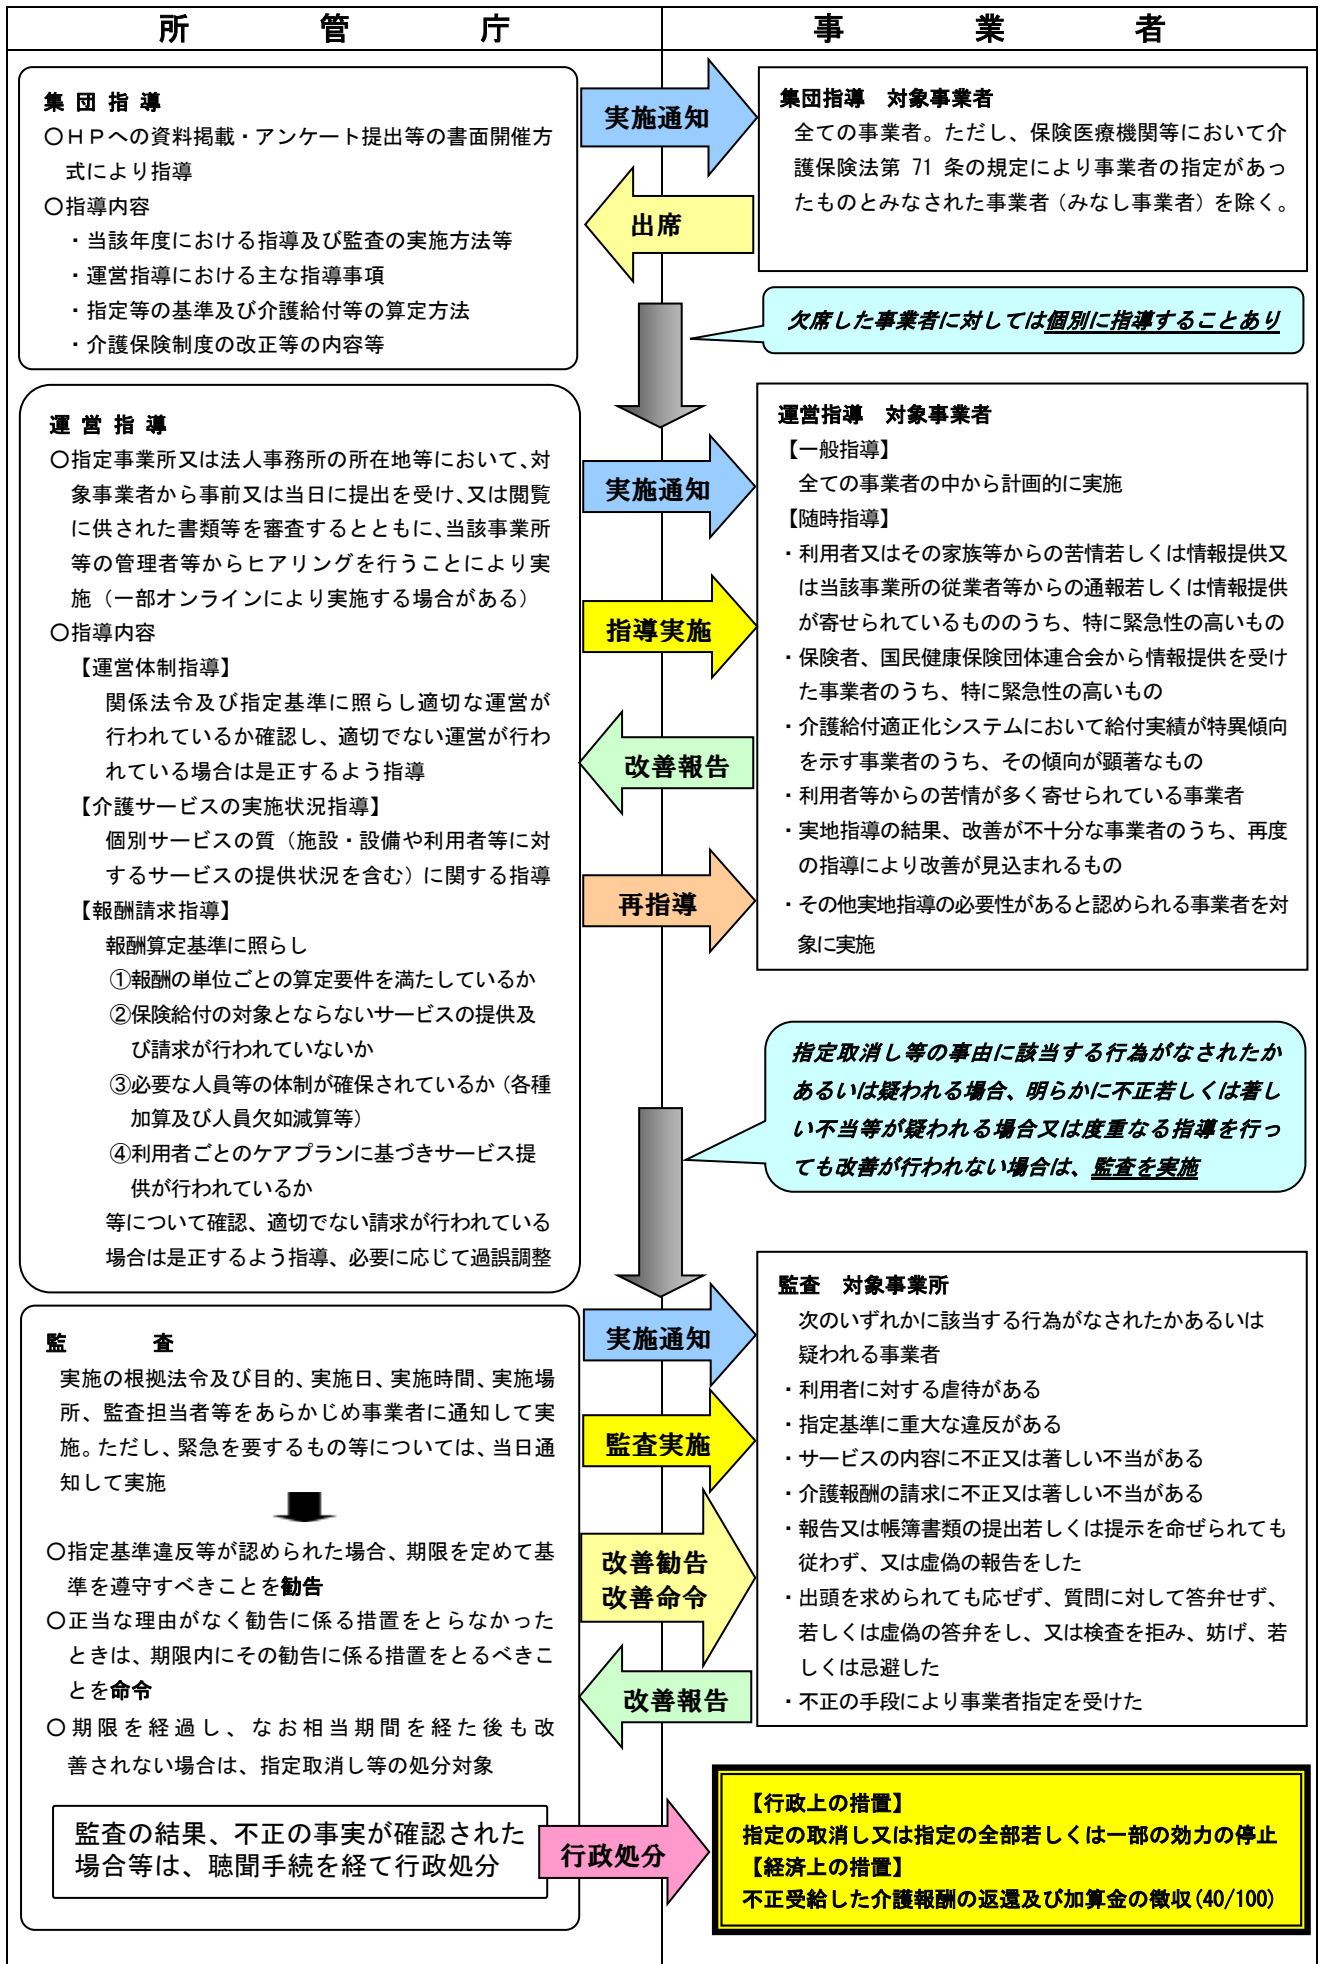 所管庁
事業者
集団指導
○ＨＰへの資料掲載・アンケート提出等の書面開催方
式により指導
○指導内容
・当該年度における指導及び監査の実施方法等
・運営指導における主な指導事項
・指定等の基準及び介護給付等の算定方法
・介護保険制度の改正等の内容等
実施通知
出席
集団指導　対象事業者
全ての事業者。ただし、保険医療機関等において介
護保険法第 71 条の規定により事業者の指定があっ
たものとみなされた事業者（みなし事業者）を除く。
欠席した事業者に対しては個別に指導することあり
運営指導
○指定事業所又は法人事務所の所在地等において、対
象事業者から事前又は当日に提出を受け、又は閲覧
に供された書類等を審査するとともに、当該事業所
等の管理者等からヒアリングを行うことにより実
施（一部オンラインにより実施する場合がある）
○指導内容
【運営体制指導】
関係法令及び指定基準に照らし適切な運営が
行われているか確認し、適切でない運営が行わ
れている場合は是正するよう指導
【介護サービスの実施状況指導】
個別サービスの質（施設・設備や利用者等に対
するサービスの提供状況を含む）に関する指導
【報酬請求指導】
報酬算定基準に照らし
①報酬の単位ごとの算定要件を満たしているか
②保険給付の対象とならないサービスの提供及
び請求が行われていないか
③必要な人員等の体制が確保されているか（各種
加算及び人員欠如減算等）
④利用者ごとのケアプランに基づきサービス提
供が行われているか
等について確認、適切でない請求が行われている
場合は是正するよう指導、必要に応じて過誤調整
実施通知
指導実施
改善報告
再指導
運営指導　対象事業者
【一般指導】
全ての事業者の中から計画的に実施
【随時指導】
・利用者又はその家族等からの苦情若しくは情報提供又
は当該事業所の従業者等からの通報若しくは情報提供
が寄せられているもののうち、特に緊急性の高いもの
・保険者、国民健康保険団体連合会から情報提供を受け
た事業者のうち、特に緊急性の高いもの
・介護給付適正化システムにおいて給付実績が特異傾向
を示す事業者のうち、その傾向が顕著なもの
・利用者等からの苦情が多く寄せられている事業者
・実地指導の結果、改善が不十分な事業者のうち、再度
の指導により改善が見込まれるもの
・その他実地指導の必要性があると認められる事業者を対
象に実施
指定取消し等の事由に該当する行為がなされたか
あるいは疑われる場合、明らかに不正若しくは著し
い不当等が疑われる場合又は度重なる指導を行っ
ても改善が行われない場合は、監査を実施
監査
実施の根拠法令及び目的、実施日、実施時間、実施場
所、監査担当者等をあらかじめ事業者に通知して実
施。ただし、緊急を要するもの等については、当日通
知して実施
○指定基準違反等が認められた場合、期限を定めて基
準を遵守すべきことを勧告
○正当な理由がなく勧告に係る措置をとらなかった
ときは、期限内にその勧告に係る措置をとるべきこ
とを命令
○期限を経過し、なお相当期間を経た後も改
善されない場合は、指定取消し等の処分対象
監査の結果、不正の事実が確認された
場合等は、聴聞手続を経て行政処分
実施通知
監査実施
改善勧告
改善命令
改善報告
行政処分
監査　対象事業所
次のいずれかに該当する行為がなされたかあるいは
疑われる事業者
・利用者に対する虐待がある
・指定基準に重大な違反がある
・サービスの内容に不正又は著しい不当がある
・介護報酬の請求に不正又は著しい不当がある
・報告又は帳簿書類の提出若しくは提示を命ぜられても
従わず、又は虚偽の報告をした
・出頭を求められても応ぜず、質問に対して答弁せず、
若しくは虚偽の答弁をし、又は検査を拒み、妨げ、若
しくは忌避した
・不正の手段により事業者指定を受けた
【行政上の措置】
指定の取消し又は指定の全部若しくは一部の効力の停止
【経済上の措置】
不正受給した介護報酬の返還及び加算金の徴収(40/100)